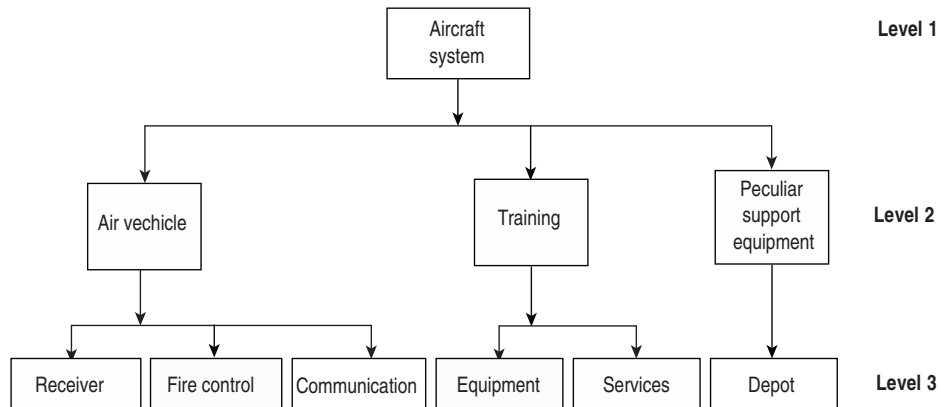 Aircraft
system
Level 1
Air vechicle
Training
Peculiar
support
equipment
Level 2
Receiver
Fire control
Communication
Equipment
Services
Depot
Level 3